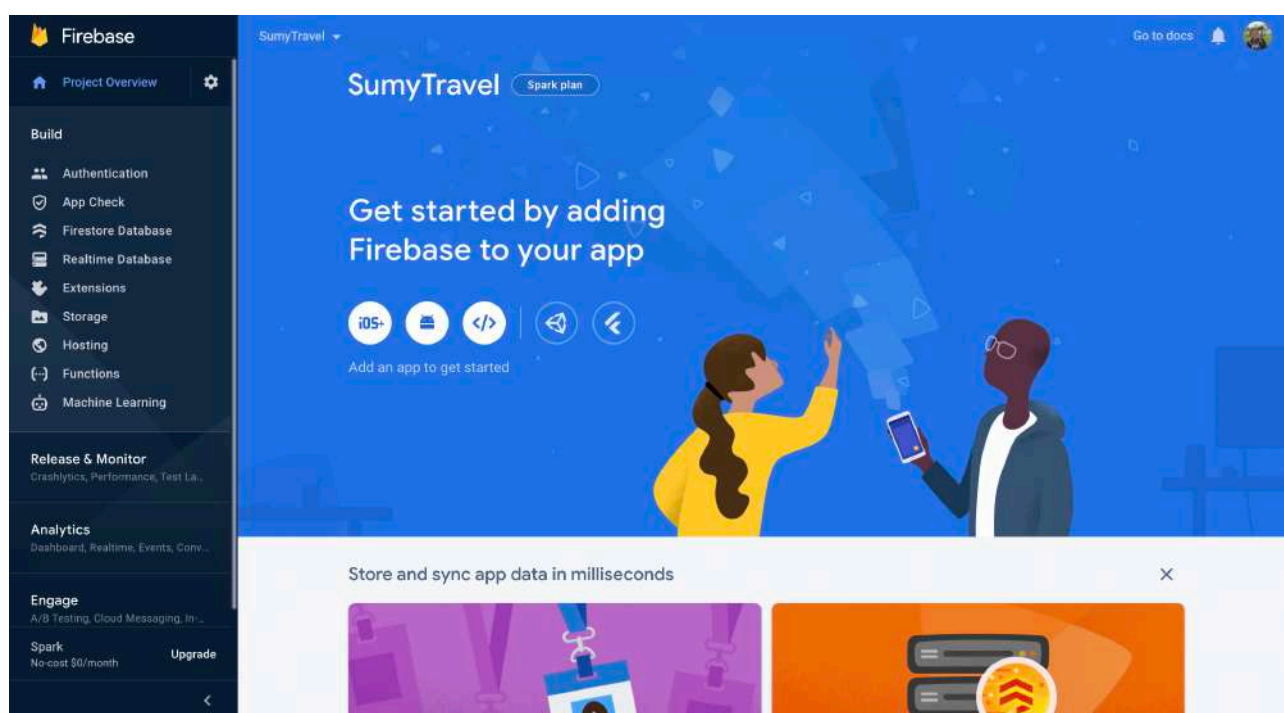 Firebase
Project Overview
Build
Authentication
App Check
Firestore Database
Realtime Database
Extensions
Storage
Hosting
Functions
Machine Learning
Release & Monitor
Crashlytics, Performance, Test La...
Analytics
Dashboard, Realtime, Events, Conv...
Engage
A/B Testing, Cloud Messaging, In-...
Spark
No-cost $0/month
Upgrade
SumyTravel
Go to docs
SumyTravel Spark plan
Get started by adding
Firebase to your app
iOS+
</>
Add an app to get started
Store and sync app data in milliseconds